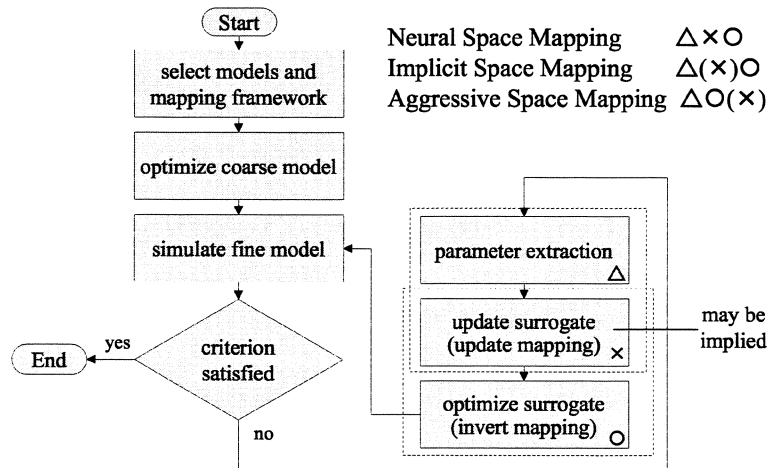 Start
select models and
mapping framework
optimize coarse model
simulate fine model
criterion
satisfied
yes
End
no
Neural Space Mapping △×○
Implicit Space Mapping △(×)○
Aggressive Space Mapping △○(×)
parameter extraction
△
update surrogate
(update mapping)
×
optimize surrogate
(invert mapping)
○
may be
implied